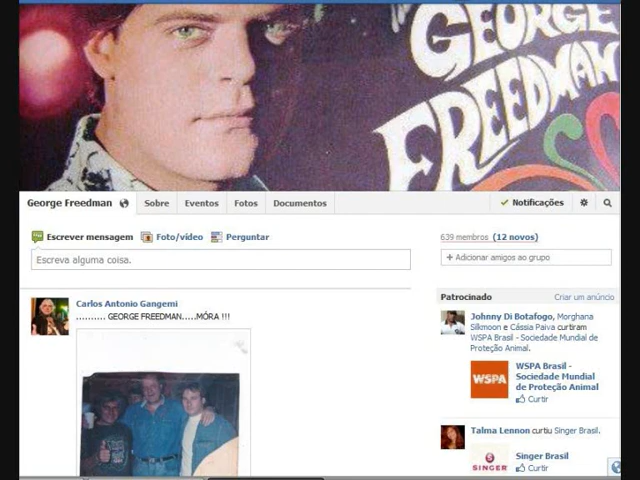 GEORGE
FREEDMAN
George Freedman
Sobre
Eventos
Fotos
Documentos
Notificações
Escrever mensagem
Foto/vídeo
Perguntar
Escreva alguma coisa.
639 membros (12 novos)
+ Adicionar amigos ao grupo
Carlos Antonio Gangemi
.......... GEORGE FREEDMAN.....MÓRA !!!
Patrocinado
Criar um anúncio
Johnny Di Botafogo, Morghana
Silkmoon e Cássia Paiva curtiram
WSPA Brasil - Sociedade Mundial de
Proteção Animal.
WSPA
WSPA Brasil -
Sociedade Mundial
de Proteção Animal
Curtir
Talma Lennon curtiu Singer Brasil.
SINGER
Singer Brasil
Curtir